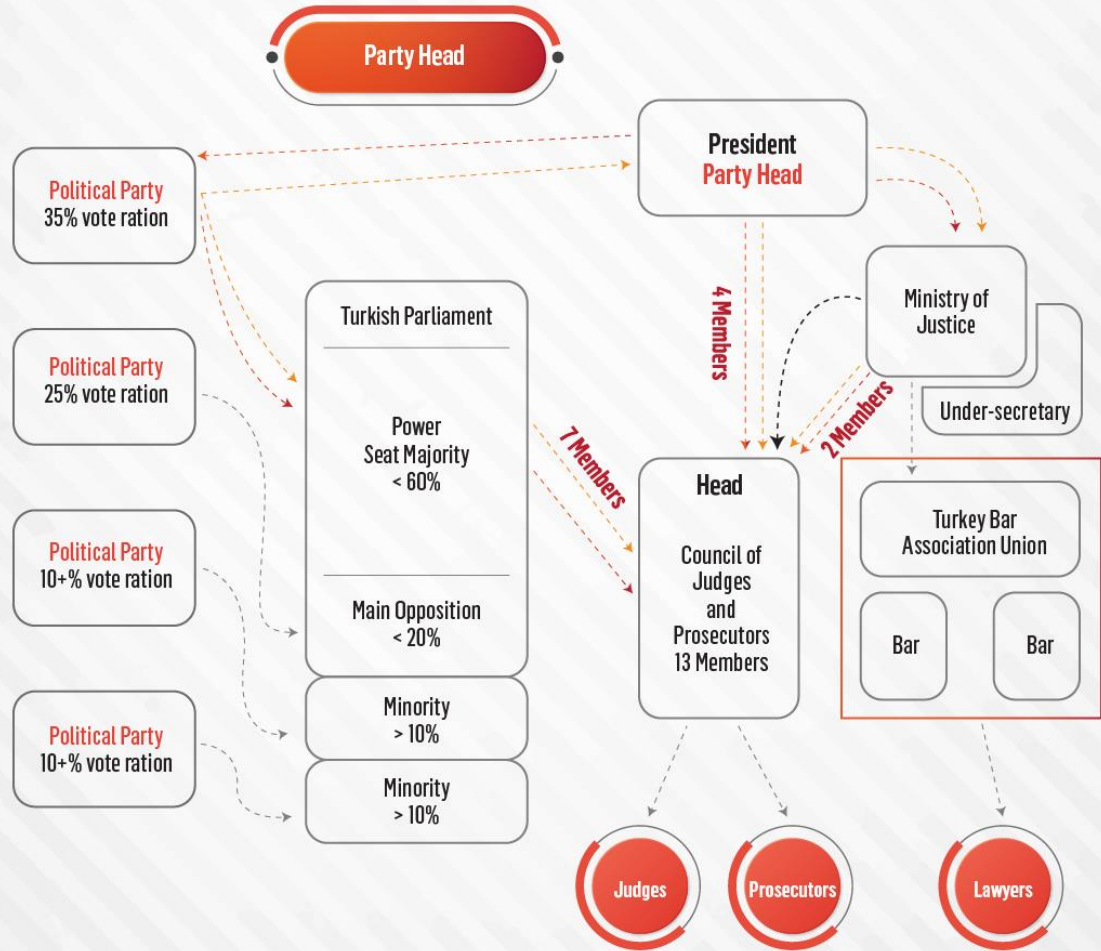 Party Head
President
Party Head
Political Party
35% vote ration
Political Party
25% vote ration
Political Party
10+% vote ration
Political Party
10+% vote ration
Turkish Parliament
Power
Seat Majority
< 60%
Main Opposition
< 20%
Minority
> 10%
Minority
> 10%
7 Members
4 Members
2 Members
Ministry of
Justice
Under-secretary
Head
Council of
Judges
and
Prosecutors
13 Members
Turkey Bar
Association Union
Bar
Bar
Judges
Prosecutors
Lawyers